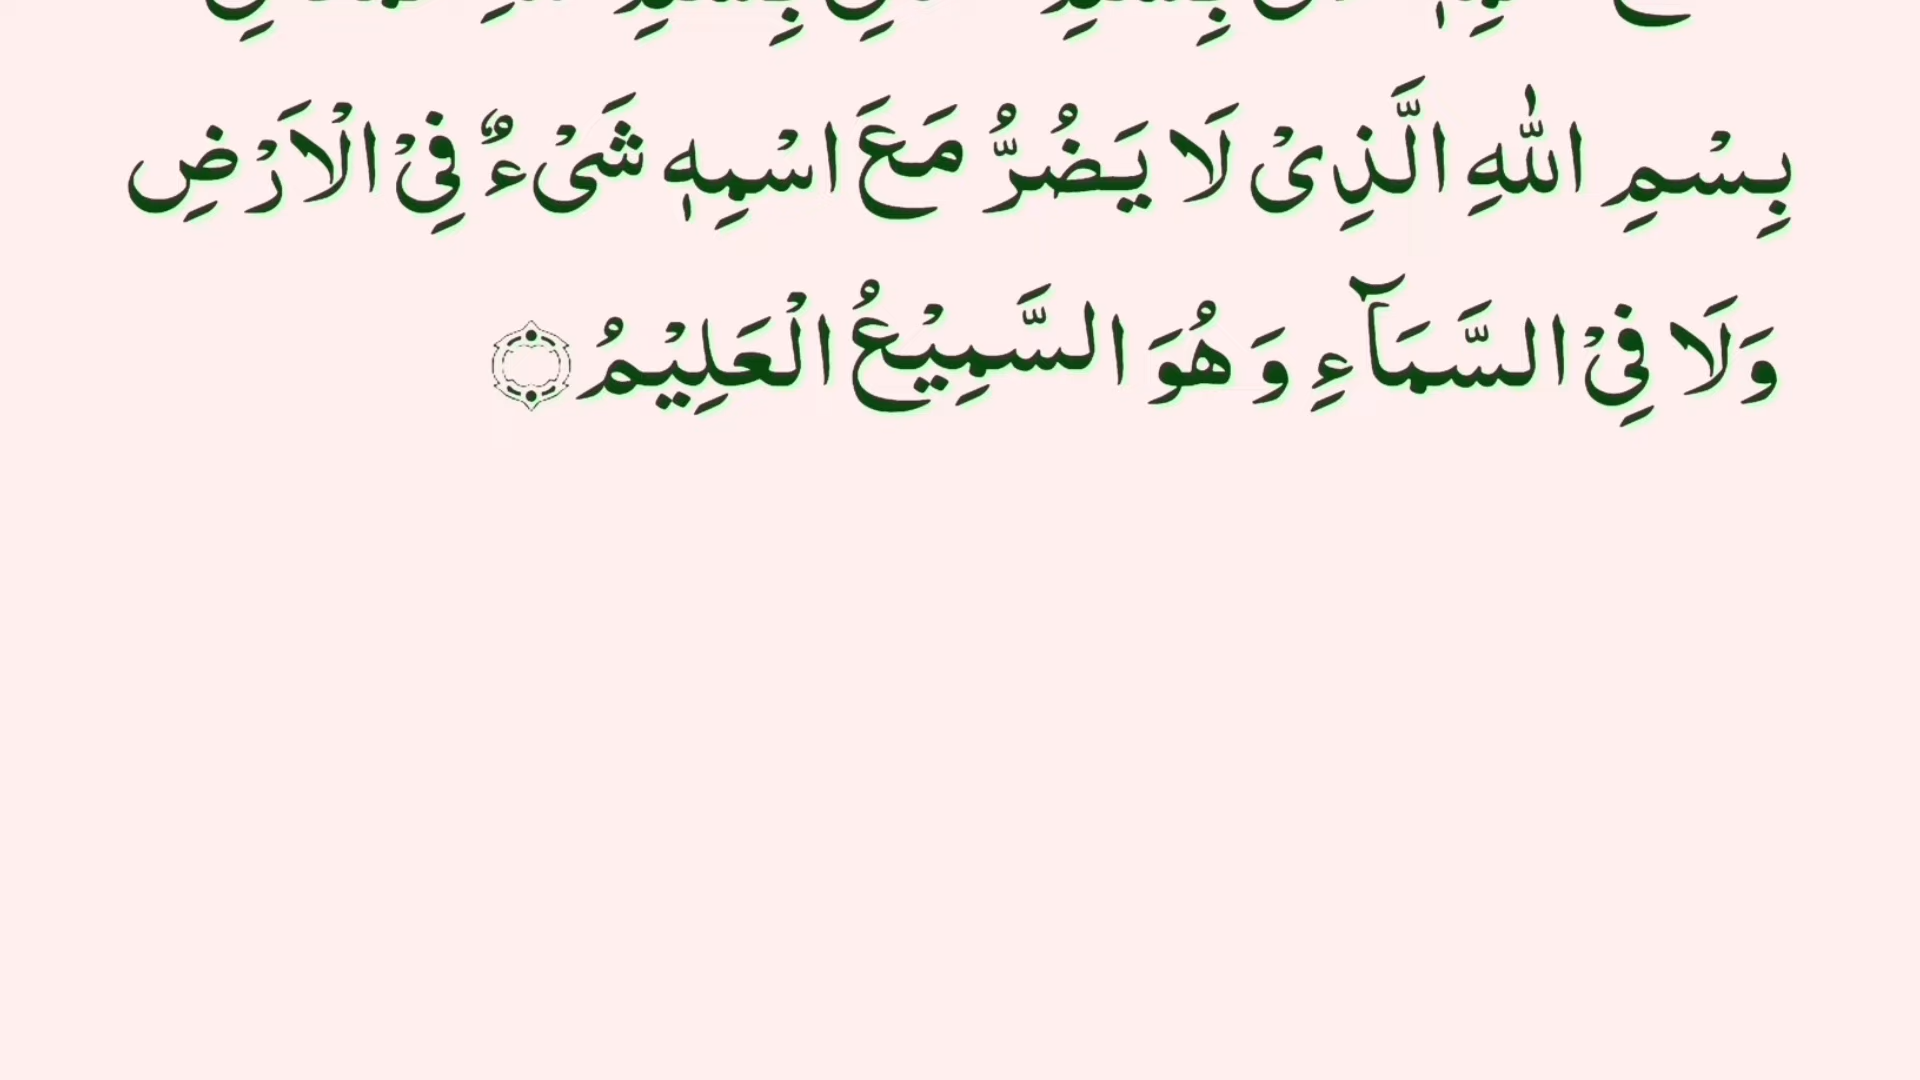 بِسْمِ اللّٰهِ الَّذِىْ لَا يَضُرُّ مَعَ اسْمِهٖ شَىْءٌ فِىْ الْاَرْضِ
وَلَا فِىْ السَّمَآءِ وَ هُوَ السَّمِيْعُ الْعَلِيْمُ ۝